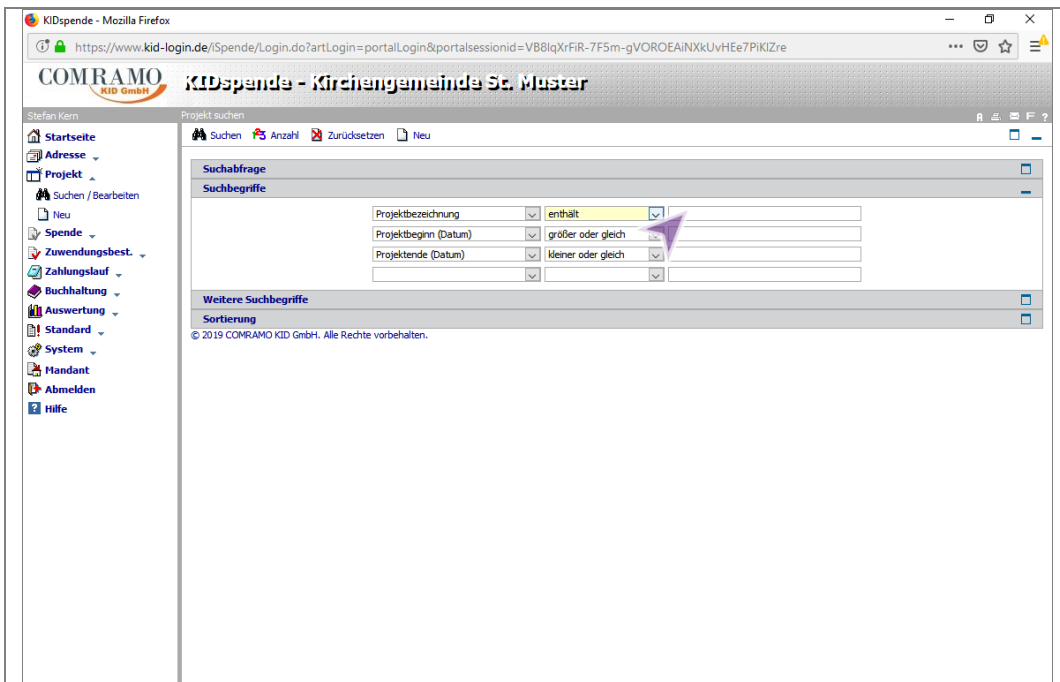 KIDspende - Mozilla Firefox
https://www.kid-login.de/iSpende/Login.do?artLogin=portalLogin&portalsessionid=VB8lqXrFiR-7F5m-gVOROEAiNXkUvHEe7PiKIZre
COMRAMO
KID GmbH
KIDspende - Kirchengemeinde St. Muster
Stefan Kern
Projekt suchen
Startseite
Adresse
Projekt
Suchen / Bearbeiten
Neu
Spende
Zuwendungsbest.
Zahlungslauf
Buchhaltung
Auswertung
Standard
System
Mandant
Abmelden
Hilfe
Suchen Anzahl Zurücksetzen Neu
Suchabfrage
Suchbegriffe
Projektbezeichnung enthält
Projektbeginn (Datum) größer oder gleich
Projektende (Datum) kleiner oder gleich
Weitere Suchbegriffe
Sortierung
© 2019 COMRAMO KID GmbH. Alle Rechte vorbehalten.